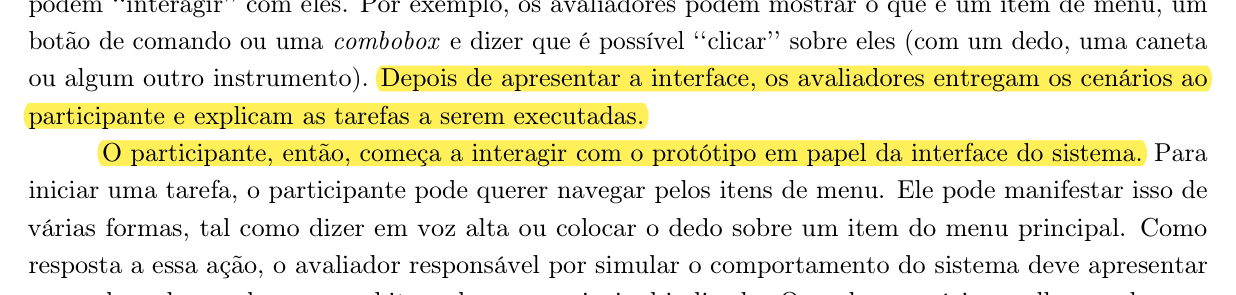 podem ‘‘interagir’’ com eles. Por exemplo, os avaliadores podem mostrar o que é um item de menu, um
botão de comando ou uma combobox e dizer que é possível ‘‘clicar’’ sobre eles (com um dedo, uma caneta
ou algum outro instrumento). Depois de apresentar a interface, os avaliadores entregam os cenários ao
participante e explicam as tarefas a serem executadas.
O participante, então, começa a interagir com o protótipo em papel da interface do sistema. Para
iniciar uma tarefa, o participante pode querer navegar pelos itens de menu. Ele pode manifestar isso de
várias formas, tal como dizer em voz alta ou colocar o dedo sobre um item do menu principal. Como
resposta a essa ação, o avaliador responsável por simular o comportamento do sistema deve apresentar